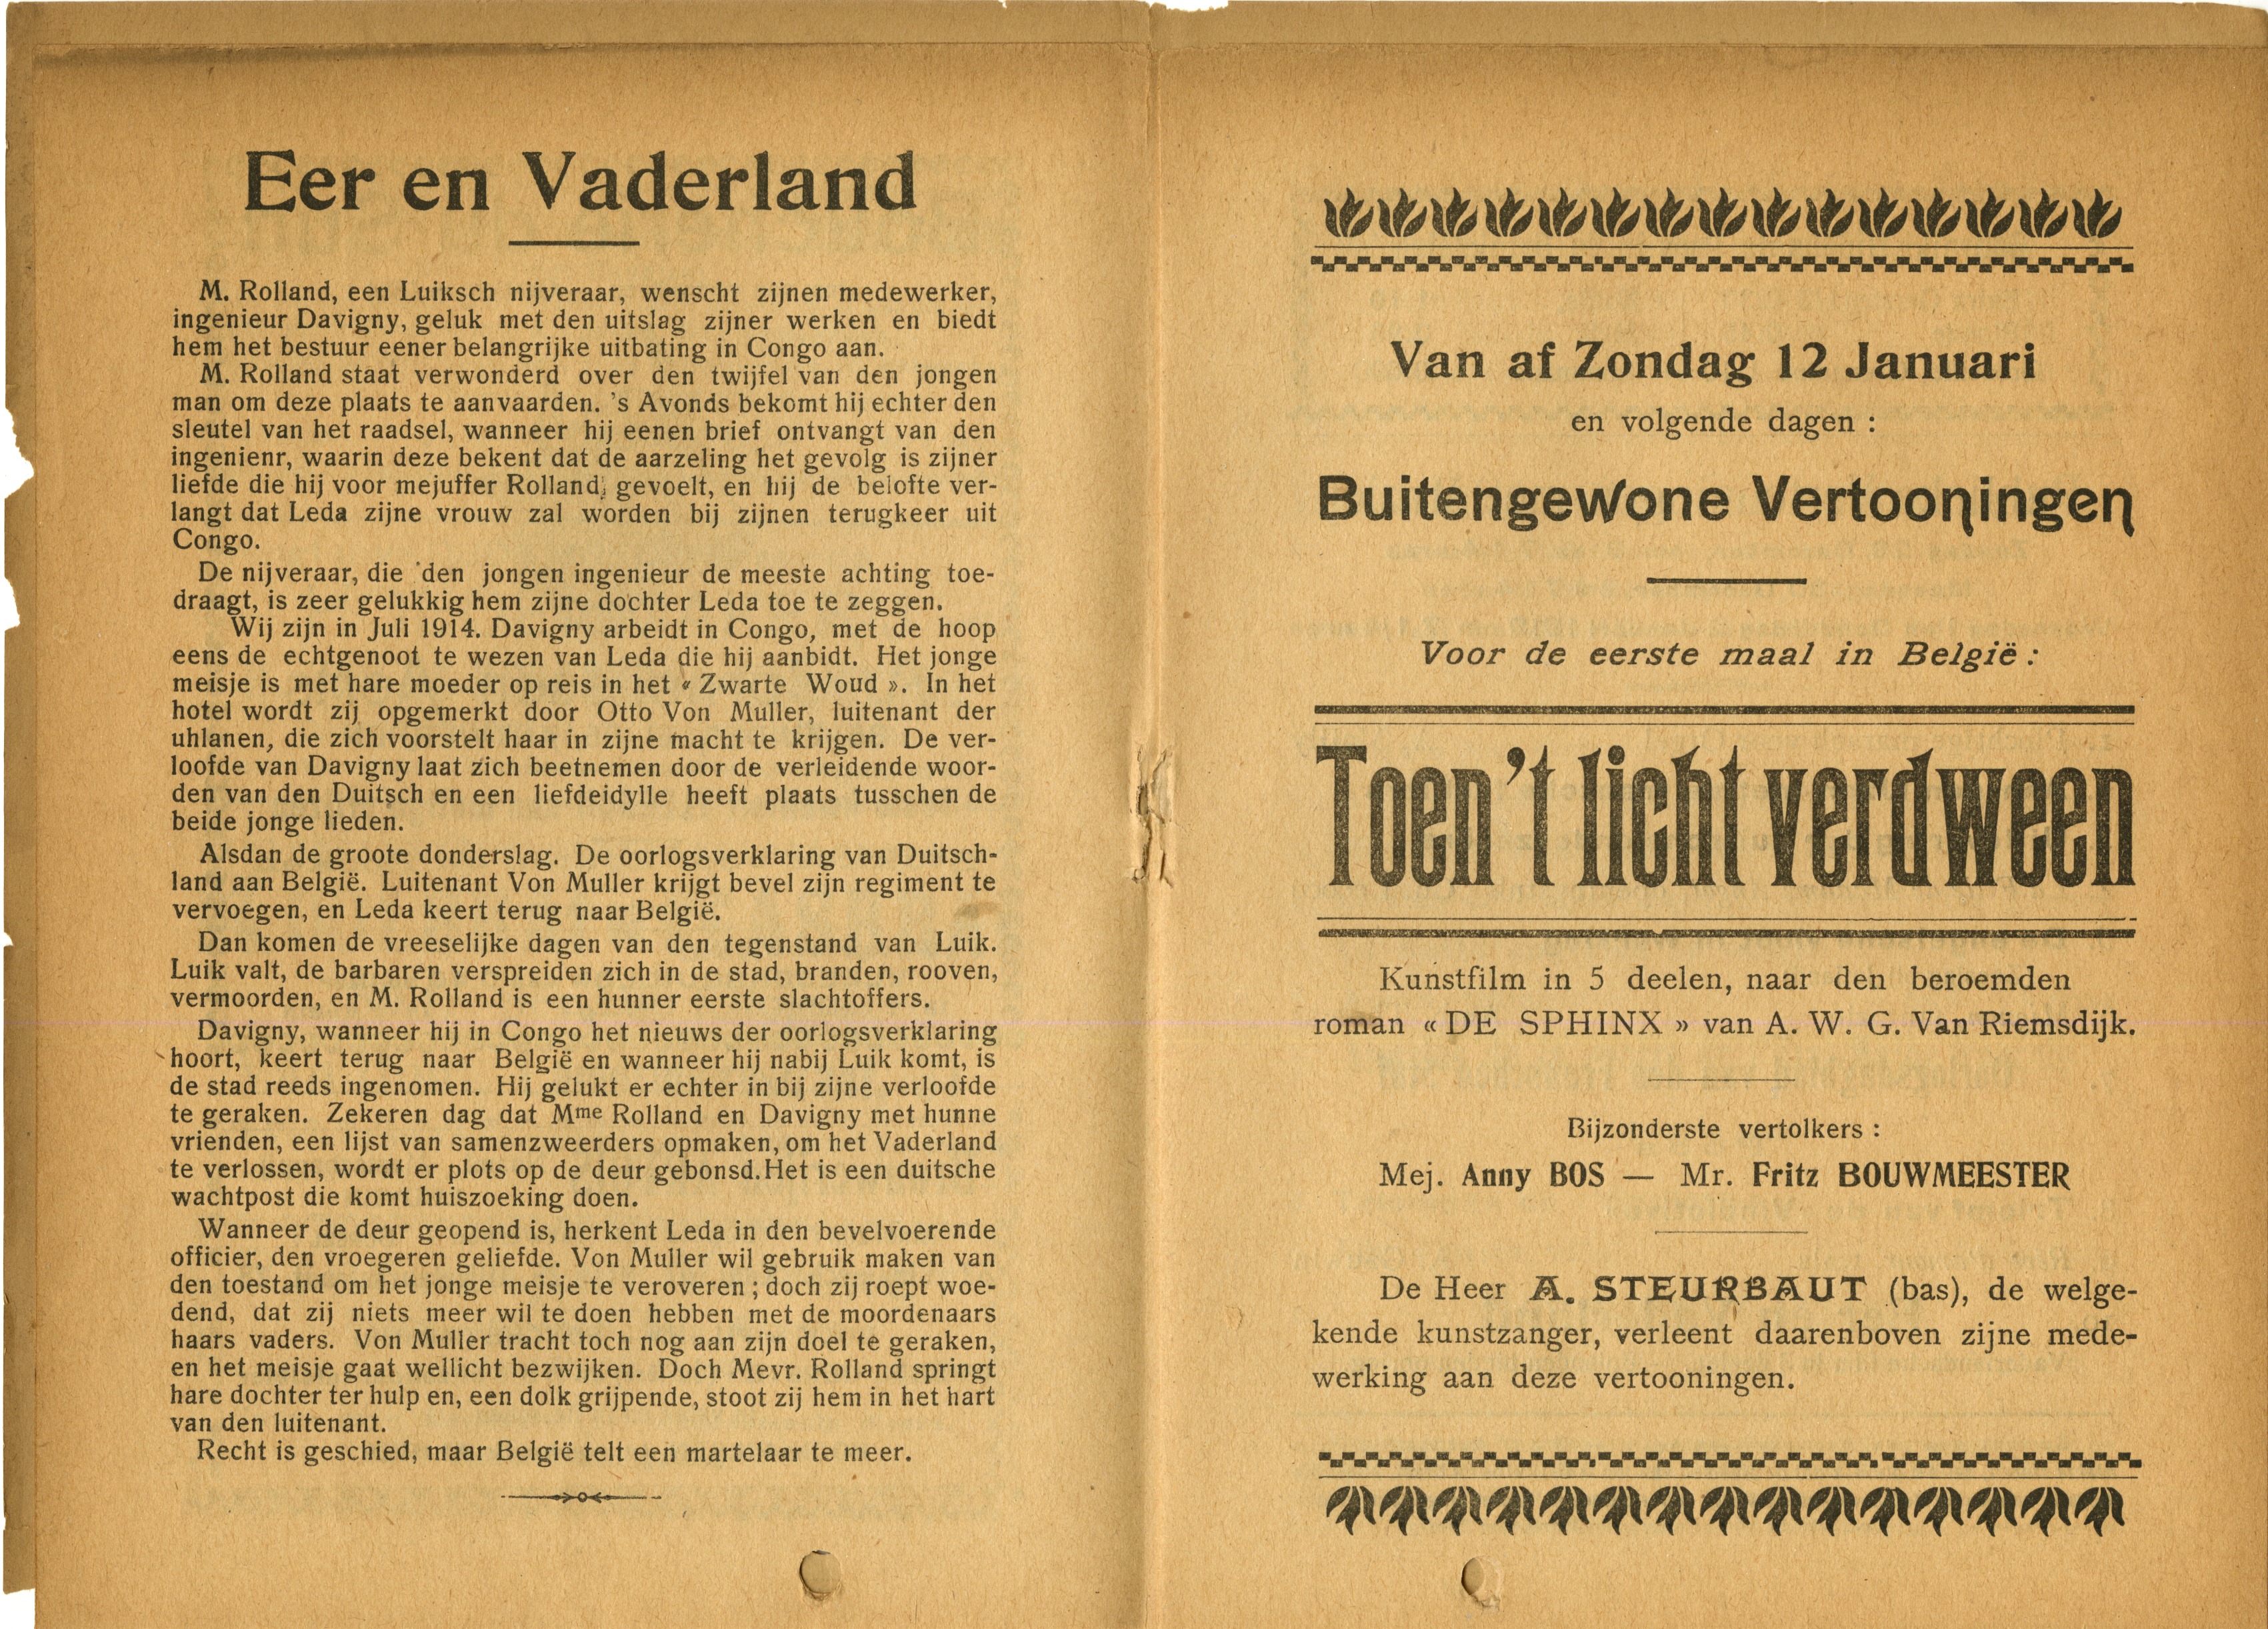 Eer en Vaderland
M. Rolland, een Luiksch nijveraar, wenscht zijnen medewerker,
ingenieur Davigny, geluk met den uitslag zijner werken en biedt
hem het bestuur eener belangrijke uitbating in Congo aan.
M. Rolland staat verwonderd over den twijfel van den jongen
man om deze plaats te aanvaarden. 's Avonds bekomt hij echter den
sleutel van het raadsel, wanneer hij eenen brief ontvangt van den
ingenienr, waarin deze bekent dat de aarzeling het gevolg is zijner
liefde die hij voor mejuffer Rolland, gevoelt, en hij de belofte ver-
langt dat Leda zijne vrouw zal worden bij zijnen terugkeer uit
Congo.
De nijveraar, die den jongen ingenieur de meeste achting toe-
draagt, is zeer gelukkig hem zijne dochter Leda toe te zeggen.
Wij zijn in Juli 1914. Davigny arbeidt in Congo, met de hoop
eens de echtgenoot te wezen van Leda die hij aanbidt. Het jonge
meisje is met hare moeder op reis in het « Zwarte Woud ». In het
hotel wordt zij opgemerkt door Otto Von Muller, luitenant der
uhlanen, die zich voorstelt haar in zijne macht te krijgen. De ver-
loofde van Davigny laat zich beetnemen door de verleidende woor-
den van den Duitsch en een liefdeidylle heeft plaats tusschen de
beide jonge lieden.
Alsdan de groote donderslag. De oorlogsverklaring van Duitsch-
land aan België. Luitenant Von Muller krijgt bevel zijn regiment te
vervoegen, en Leda keert terug naar België.
Dan komen de vreeselijke dagen van den tegenstand van Luik.
Luik valt, de barbaren verspreiden zich in de stad, branden, rooven,
vermoorden, en M. Rolland is een hunner eerste slachtoffers.
Davigny, wanneer hij in Congo het nieuws der oorlogsverklaring
hoort, keert terug naar België en wanneer hij nabij Luik komt, is
de stad reeds ingenomen. Hij gelukt er echter in bij zijne verloofde
te geraken. Zekeren dag dat Mme Rolland en Davigny met hunne
vrienden, een lijst van samenzweerders opmaken, om het Vaderland
te verlossen, wordt er plots op de deur gebonsd. Het is een duitsche
wachtpost die komt huiszoeking doen.
Wanneer de deur geopend is, herkent Leda in den bevelvoerende
officier, den vroegeren geliefde. Von Muller wil gebruik maken van
den toestand om het jonge meisje te veroveren ; doch zij roept woe-
dend, dat zij niets meer wil te doen hebben met de moordenaars
haars vaders. Von Muller tracht toch nog aan zijn doel te geraken,
en het meisje gaat wellicht bezwijken. Doch Mevr. Rolland springt
hare dochter ter hulp en, een dolk grijpende, stoot zij hem in het hart
van den luitenant.
Recht is geschied, maar België telt een martelaar te meer.
Van af Zondag 12 Januari
en volgende dagen :
Buitengewone Vertooningen
Voor de eerste maal in België :
Toen 't licht verdween
Kunstfilm in 5 deelen, naar den beroemden
roman « DE SPHINX » van A. W. G. Van Riemsdijk.
Bijzonderste vertolkers :
Mej. Anny BOS — Mr. Fritz BOUWMEESTER
De Heer A. STEURBAUT (bas), de welge-
kende kunstzanger, verleent daarenboven zijne mede-
werking aan deze vertooningen.